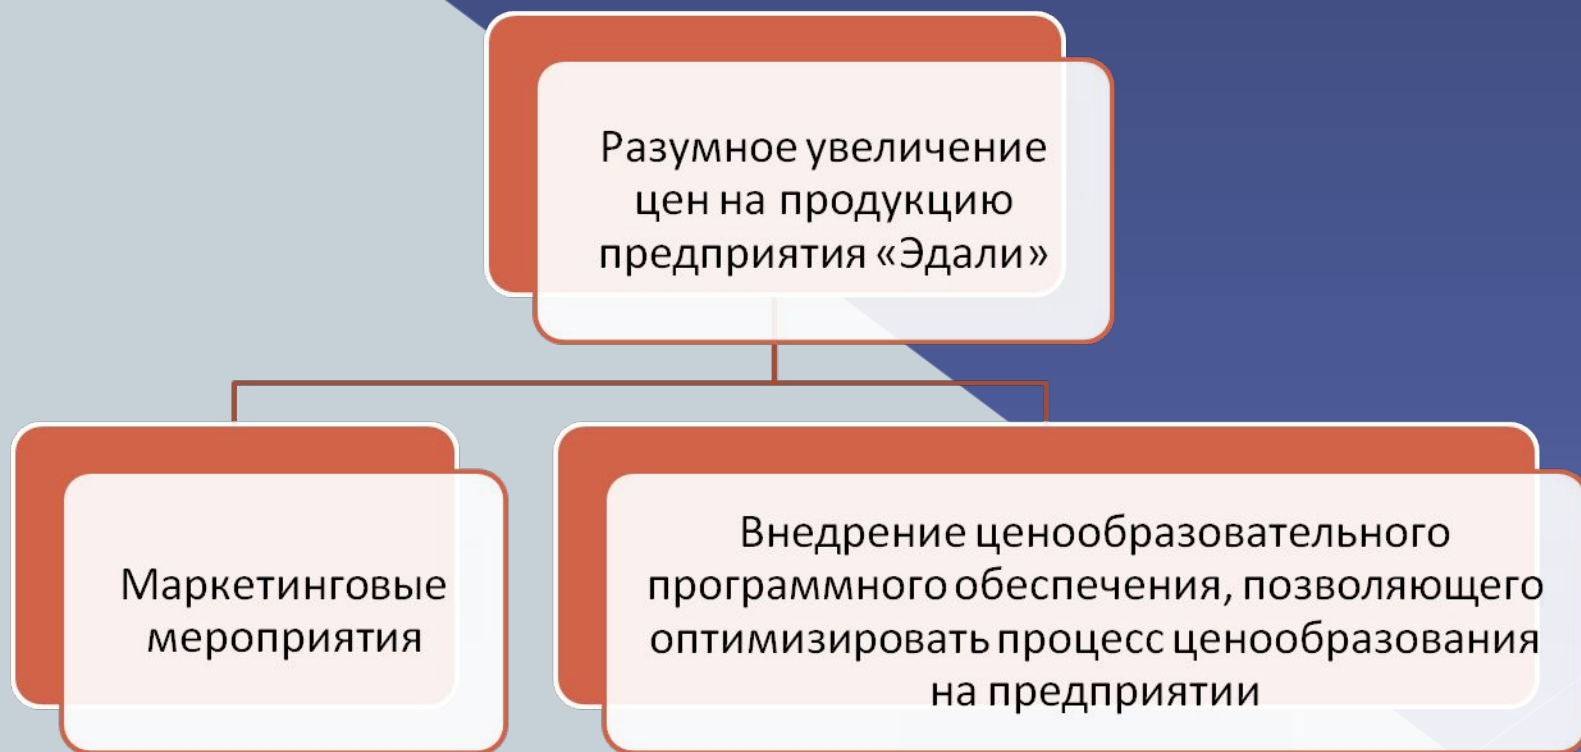 Разумное увеличение
цен на продукцию
предприятия «Эдали»
Маркетинговые
мероприятия
Внедрение ценообразовательного
программного обеспечения, позволяющего
оптимизировать процесс ценообразования
на предприятии